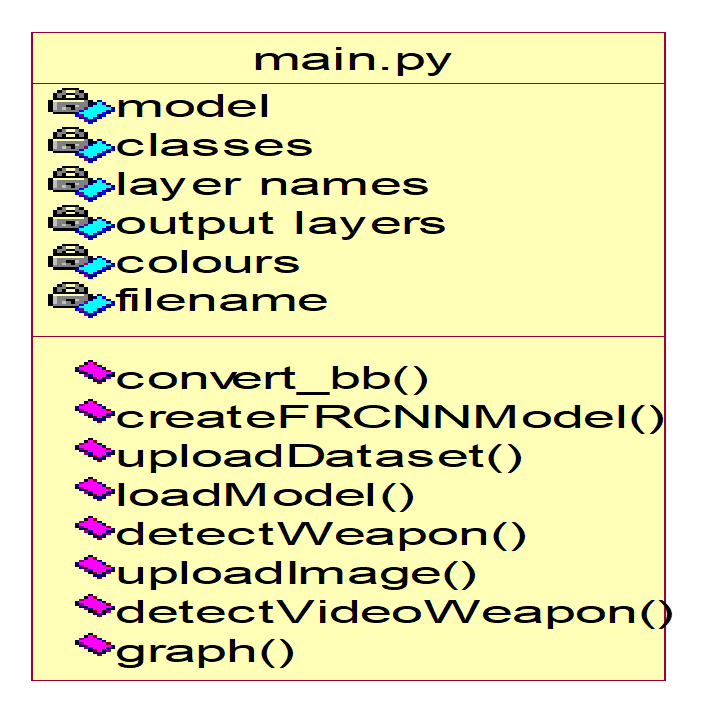 main.py
model
classes
layer names
output layers
colours
filename
convert_bb()
createFRCNNModel()
uploadDataset()
loadModel()
detectWeapon()
uploadImage()
detectVideoWeapon()
graph()